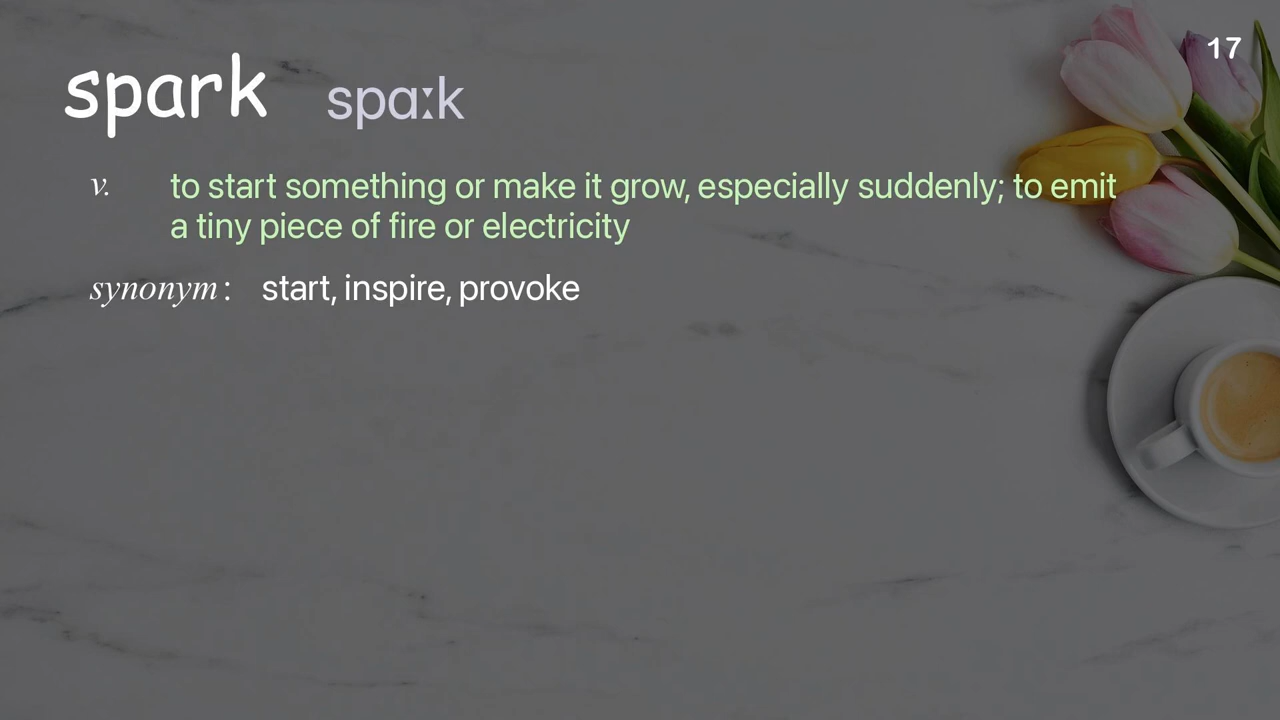 17
spark spɑːk
v. to start something or make it grow, especially suddenly; to emit
a tiny piece of fire or electricity
synonym : start, inspire, provoke